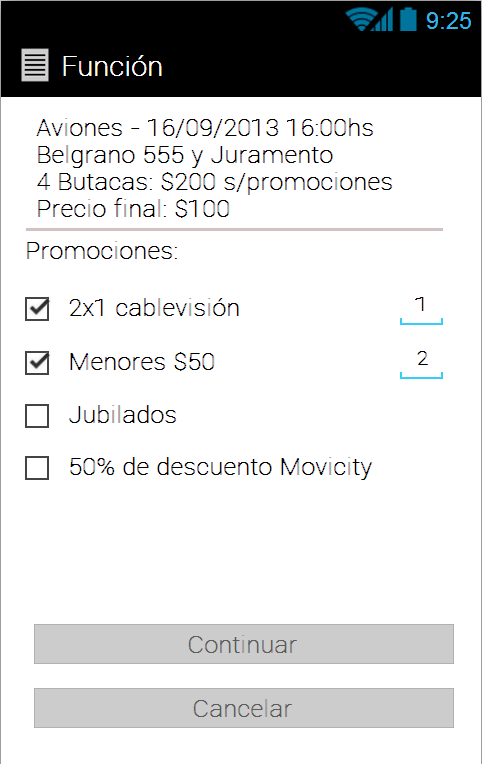 9:25
Función
Aviones - 16/09/2013 16:00hs
Belgrano 555 y Juramento
4 Butacas: $200 s/promociones
Precio final: $100
Promociones:
2x1 cablevisión 1
Menores $50 2
Jubilados
50% de descuento Movicity
Continuar
Cancelar